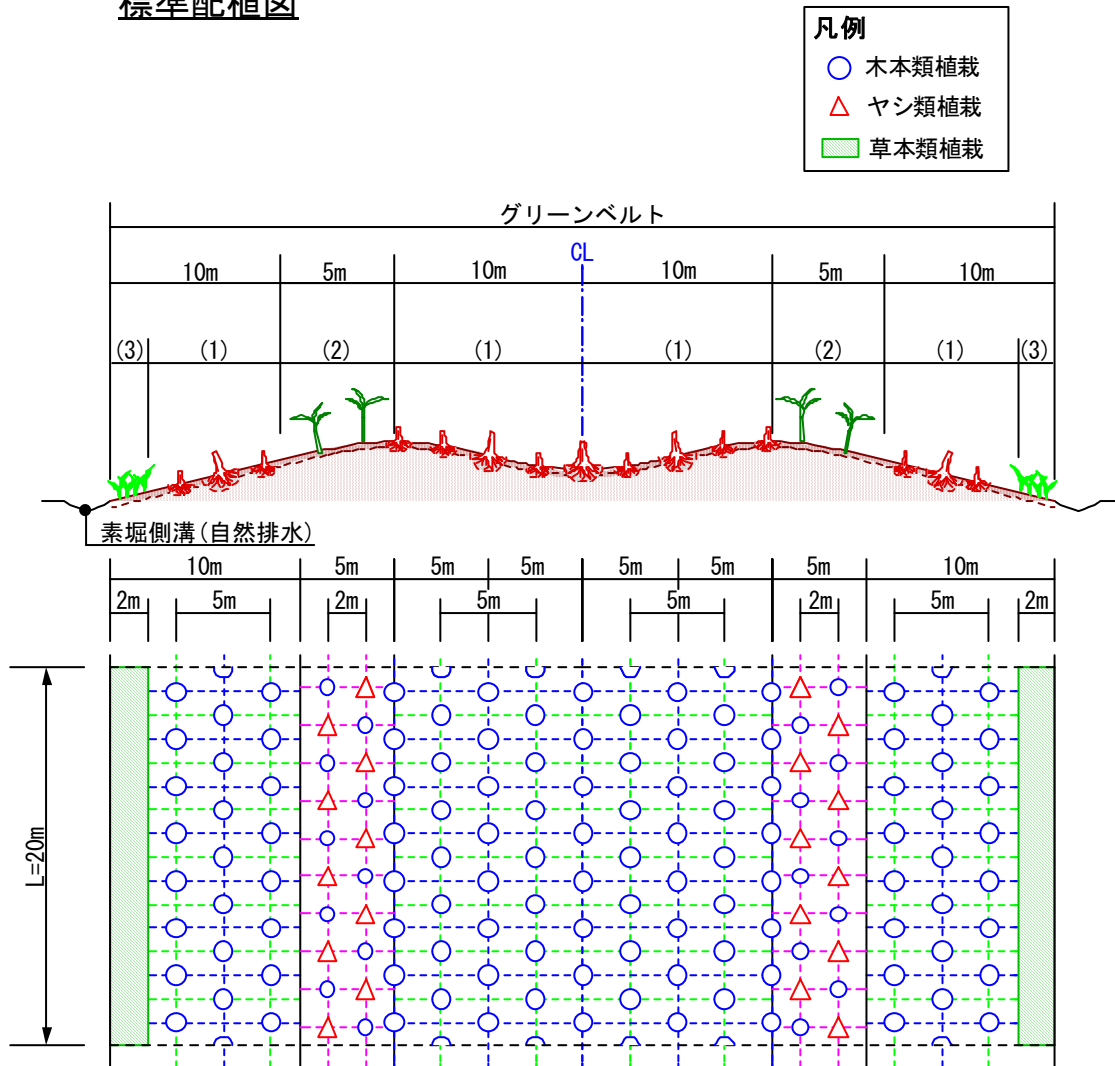 標準配植図
凡例
木本類植栽
ヤシ類植栽
草本類植栽
グリーンベルト
CL
10m 5m 10m 10m 5m 10m
(3) (1) (2) (1) (1) (2) (1) (3)
素堀側溝(自然排水)
10m 5m 5m 5m 5m 5m 5m 10m
2m 5m 2m 5m 5m 2m 5m 2m
L=20m